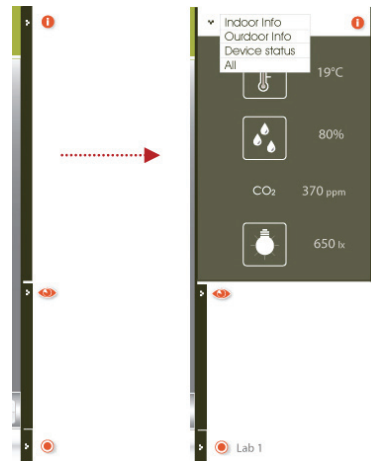 Indoor Info
Ourdoor Info
Device status
All
19°C
80%
CO₂ 370 ppm
650 lx
Lab 1